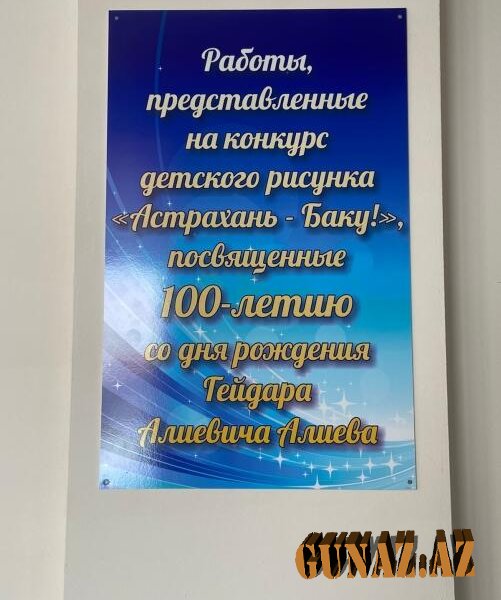 Работы,
представленные
на конкурс
детского рисунка
«Астрахань - Баку!»,
посвященные
100-летию
со дня рождения
Гейдара
Алиевича Алиева
GUNAZ.AZ